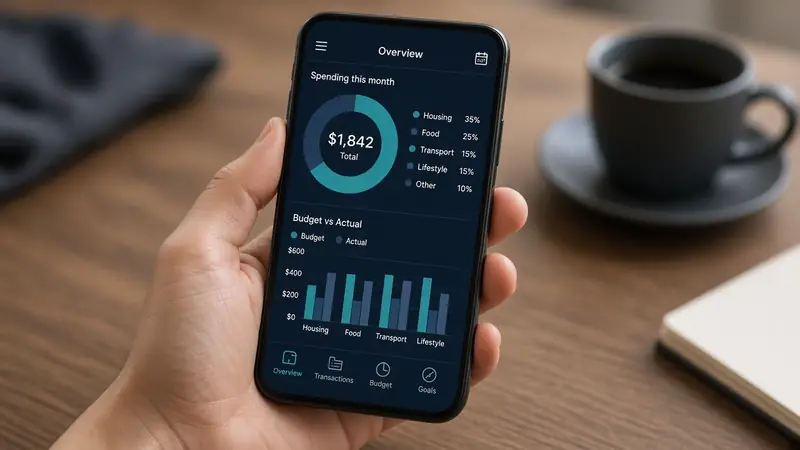 Overview
Spending this month
$1,842
Total
Housing 35%
Food 25%
Transport 15%
Lifestyle 15%
Other 10%
Budget vs Actual
Budget Actual
$600
$400
$200
$0
Housing Food Transport Lifestyle
Overview Transactions Budget Goals